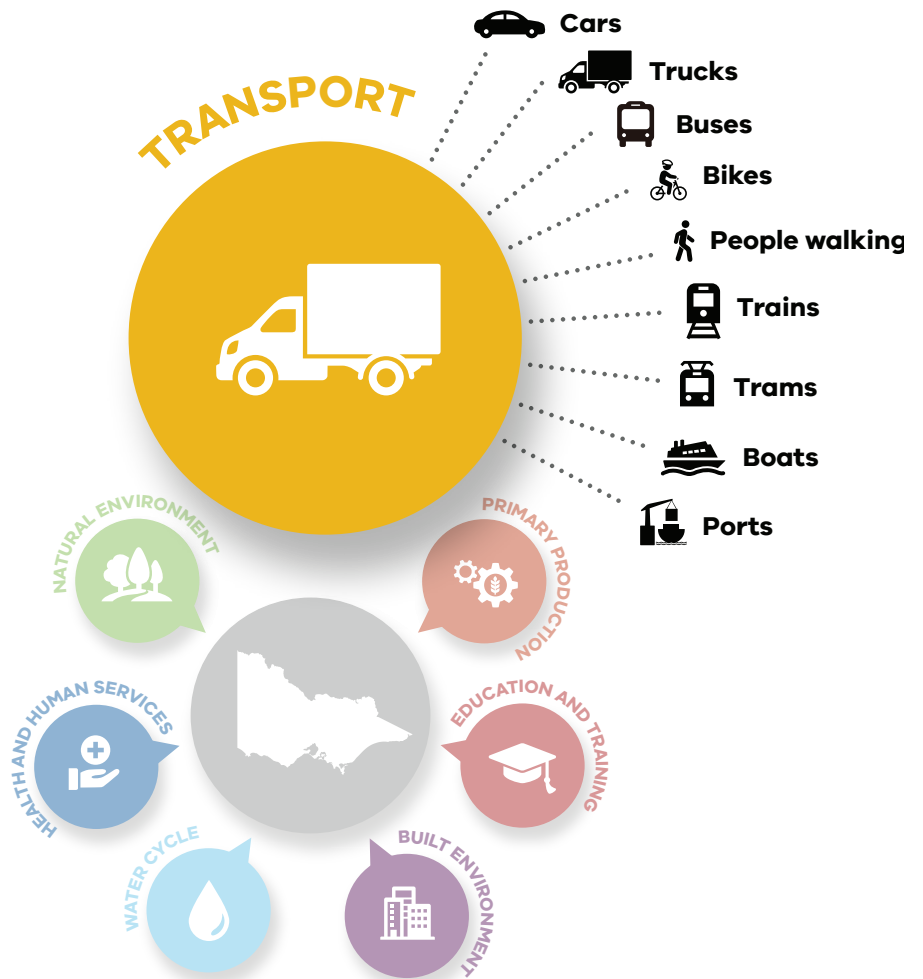 Cars
Trucks
TRANSPORT
Buses
Bikes
People walking
Trains
Trams
Boats
Ports
NATURAL ENVIRONMENT
PRIMARY PRODUCTION
HEALTH AND HUMAN SERVICES
EDUCATION AND TRAINING
WATER CYCLE
BUILT ENVIRONMENT